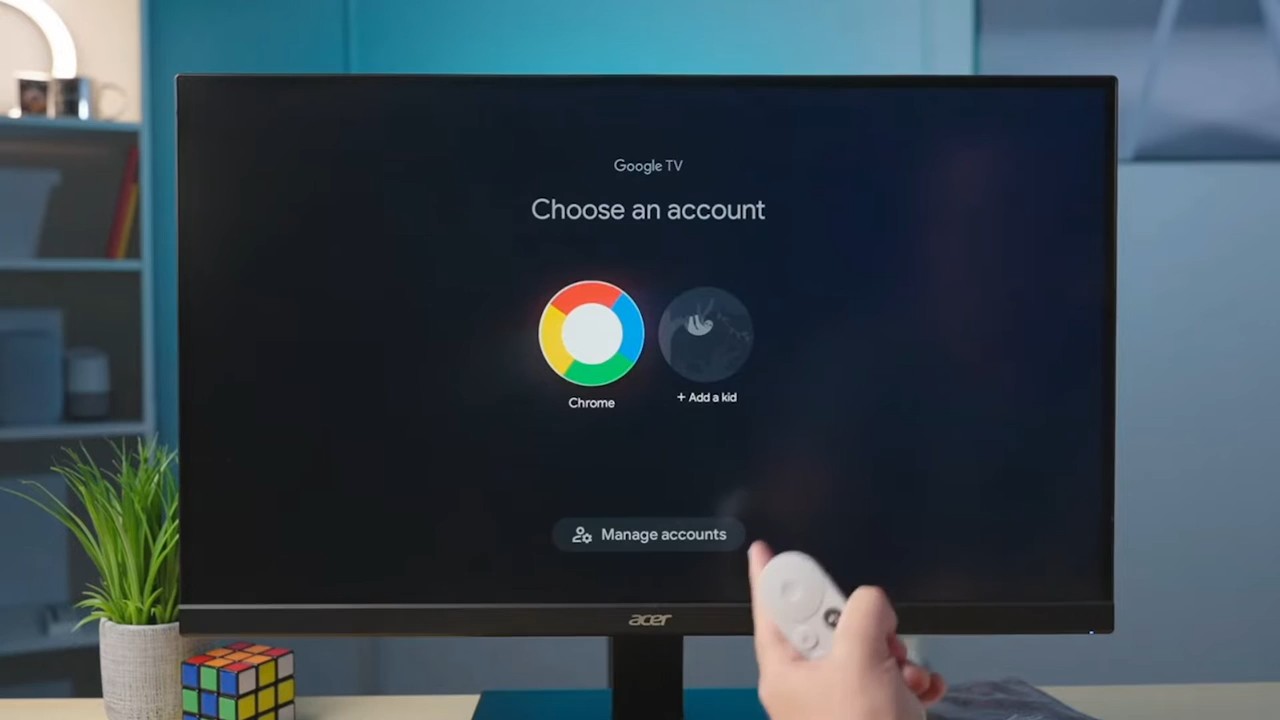 Google TV
Choose an account
Chrome
+ Add a kid
Manage accounts
acer